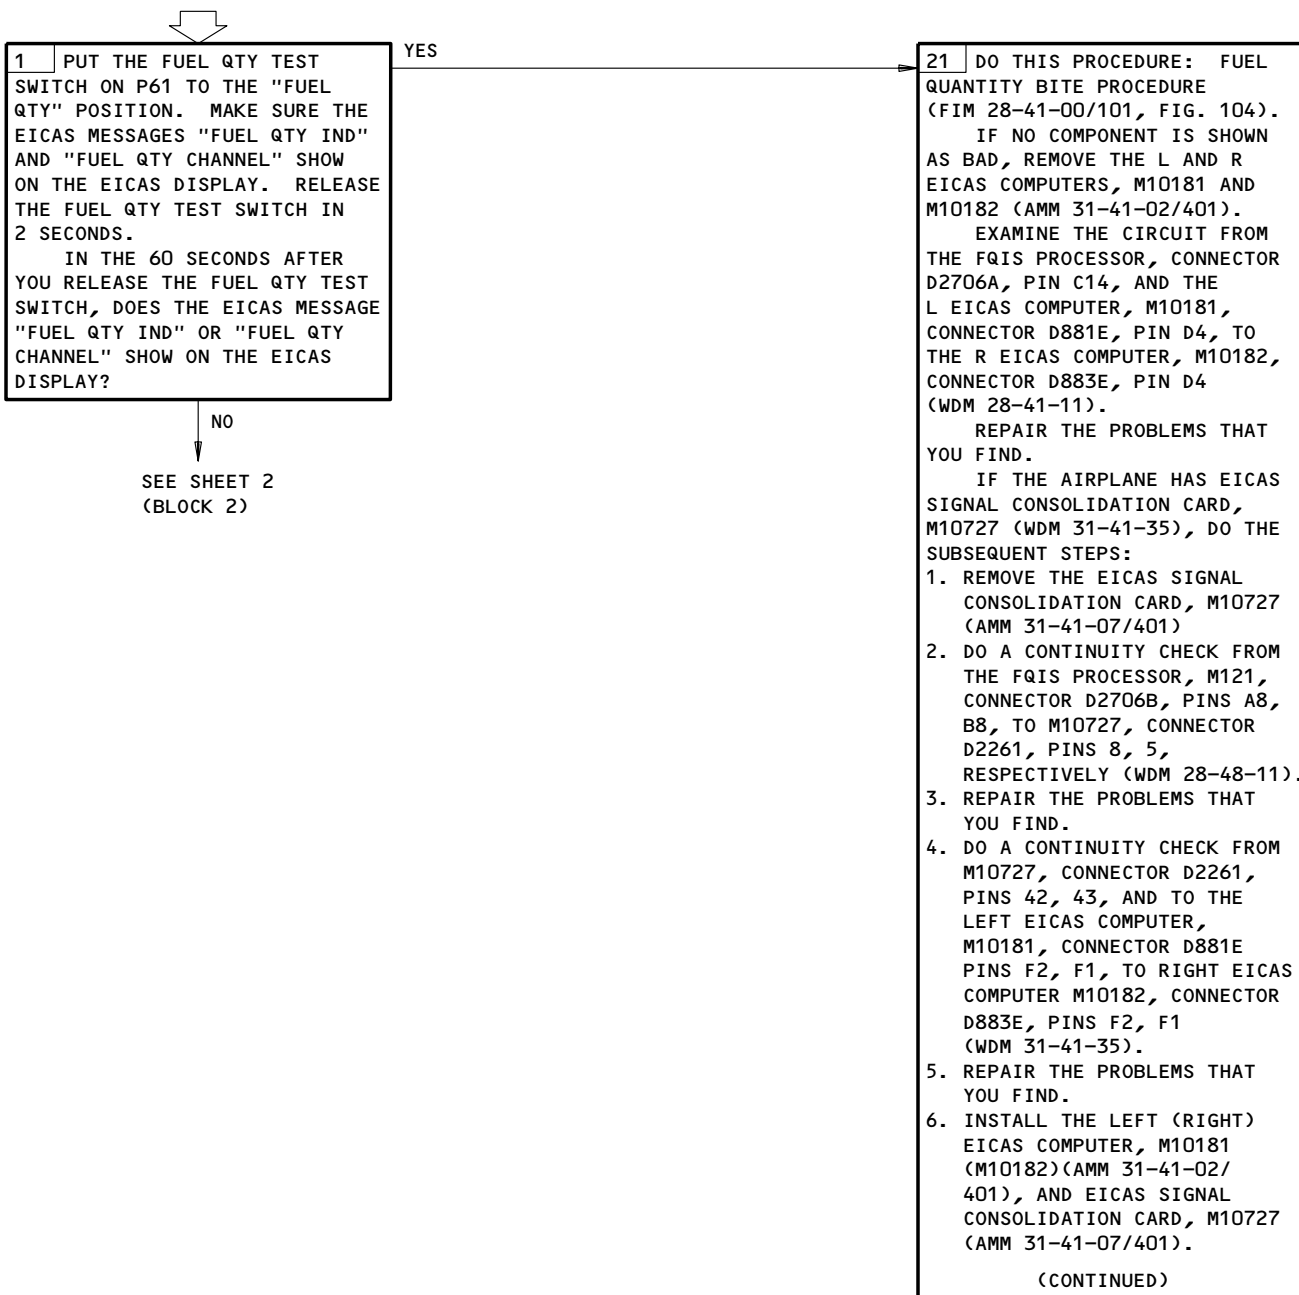 1 PUT THE FUEL QTY TEST
SWITCH ON P61 TO THE "FUEL
QTY" POSITION. MAKE SURE THE
EICAS MESSAGES "FUEL QTY IND"
AND "FUEL QTY CHANNEL" SHOW
ON THE EICAS DISPLAY. RELEASE
THE FUEL QTY TEST SWITCH IN
2 SECONDS.
IN THE 60 SECONDS AFTER
YOU RELEASE THE FUEL QTY TEST
SWITCH, DOES THE EICAS MESSAGE
"FUEL QTY IND" OR "FUEL QTY
CHANNEL" SHOW ON THE EICAS
DISPLAY?
YES
NO
SEE SHEET 2
(BLOCK 2)
21 DO THIS PROCEDURE: FUEL
QUANTITY BITE PROCEDURE
(FIM 28-41-00/101, FIG. 104).
IF NO COMPONENT IS SHOWN
AS BAD, REMOVE THE L AND R
EICAS COMPUTERS, M10181 AND
M10182 (AMM 31-41-02/401).
EXAMINE THE CIRCUIT FROM
THE FQIS PROCESSOR, CONNECTOR
D2706A, PIN C14, AND THE
L EICAS COMPUTER, M10181,
CONNECTOR D881E, PIN D4, TO
THE R EICAS COMPUTER, M10182,
CONNECTOR D883E, PIN D4
(WDM 28-41-11).
REPAIR THE PROBLEMS THAT
YOU FIND.
IF THE AIRPLANE HAS EICAS
SIGNAL CONSOLIDATION CARD,
M10727 (WDM 31-41-35), DO THE
SUBSEQUENT STEPS:
1. REMOVE THE EICAS SIGNAL
CONSOLIDATION CARD, M10727
(AMM 31-41-07/401)
2. DO A CONTINUITY CHECK FROM
THE FQIS PROCESSOR, M121,
CONNECTOR D2706B, PINS A8,
B8, TO M10727, CONNECTOR
D2261, PINS 8, 5,
RESPECTIVELY (WDM 28-48-11).
3. REPAIR THE PROBLEMS THAT
YOU FIND.
4. DO A CONTINUITY CHECK FROM
M10727, CONNECTOR D2261,
PINS 42, 43, AND TO THE
LEFT EICAS COMPUTER,
M10181, CONNECTOR D881E
PINS F2, F1, TO RIGHT EICAS
COMPUTER M10182, CONNECTOR
D883E, PINS F2, F1
(WDM 31-41-35).
5. REPAIR THE PROBLEMS THAT
YOU FIND.
6. INSTALL THE LEFT (RIGHT)
EICAS COMPUTER, M10181
(M10182)(AMM 31-41-02/
401), AND EICAS SIGNAL
CONSOLIDATION CARD, M10727
(AMM 31-41-07/401).
(CONTINUED)